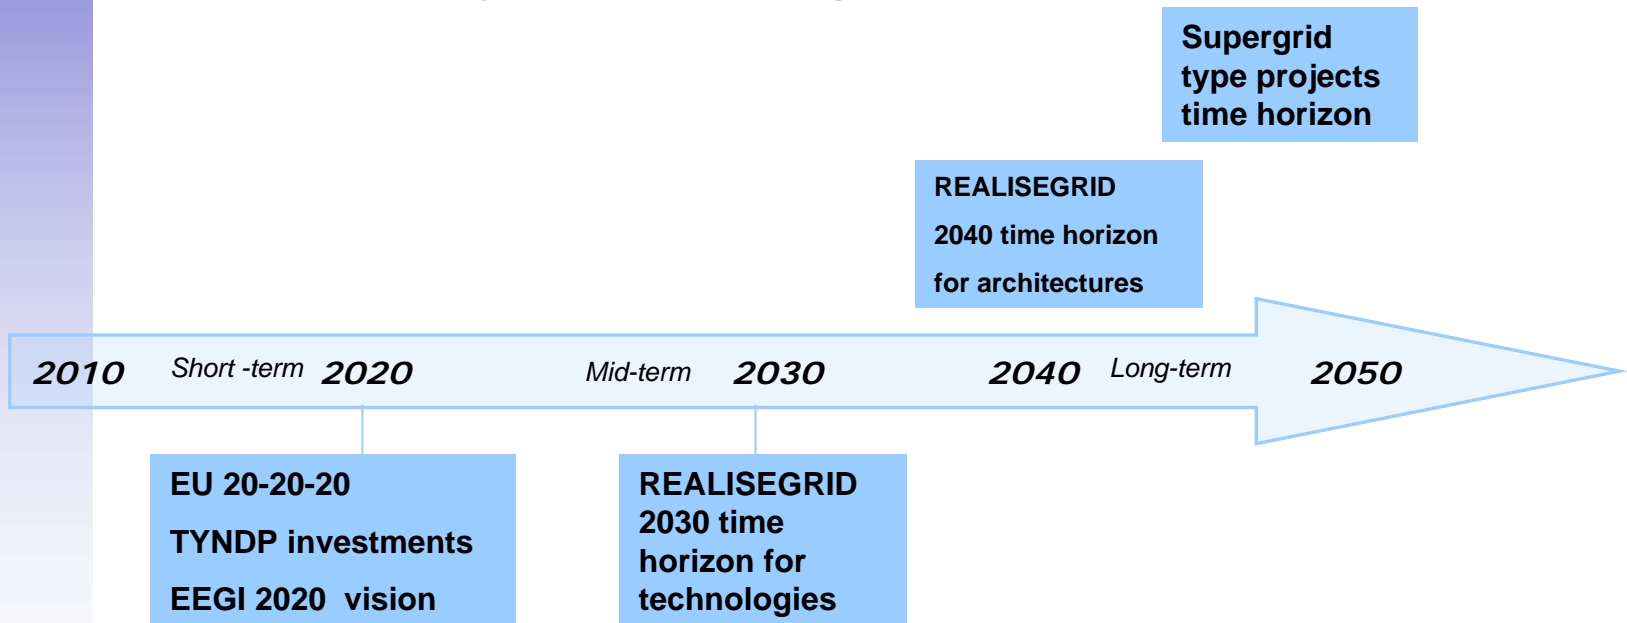 Supergrid
type projects
time horizon
REALISEGRID
2040 time horizon
for architectures
2010 Short -term 2020 Mid-term 2030 2040 Long-term 2050
EU 20-20-20
TYNDP investments
EEGI 2020 vision
REALISEGRID
2030 time
horizon for
technologies